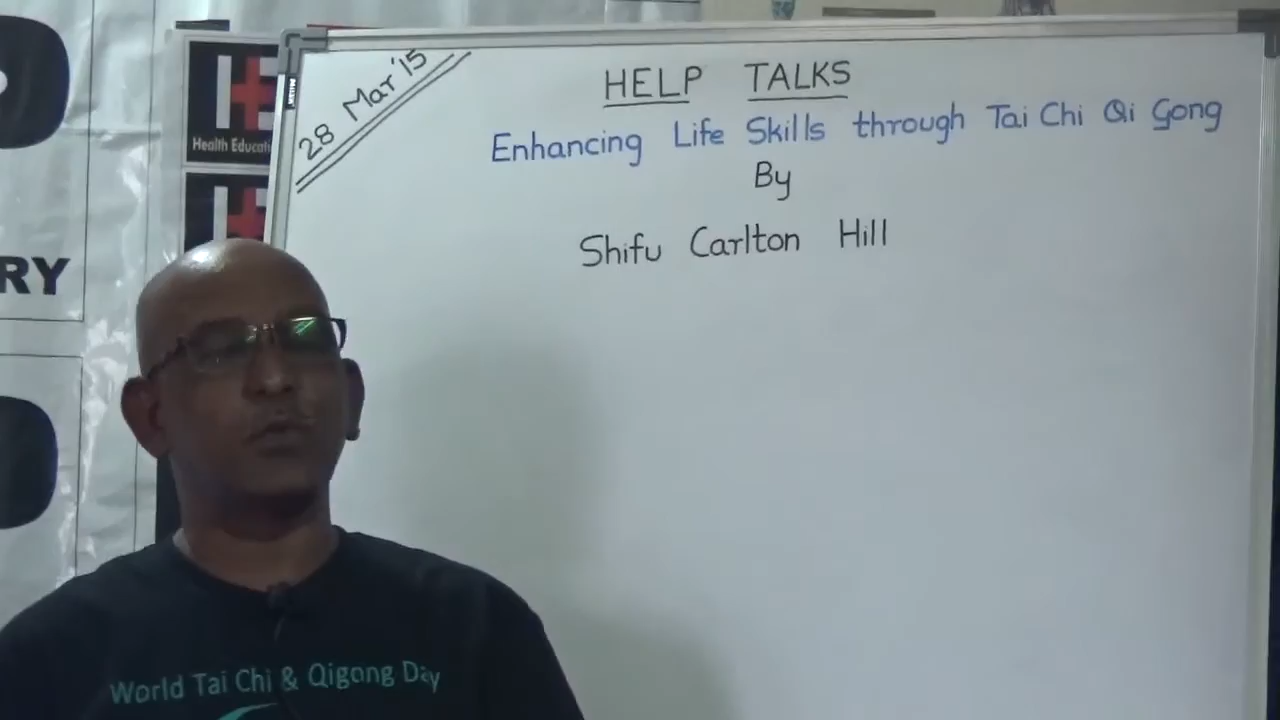 28 Mar'15
HELP TALKS
Enhancing Life Skills through Tai Chi Qi Gong
By
Shifu Carlton Hill
Health
RY
World Tai Chi & Qigong Day